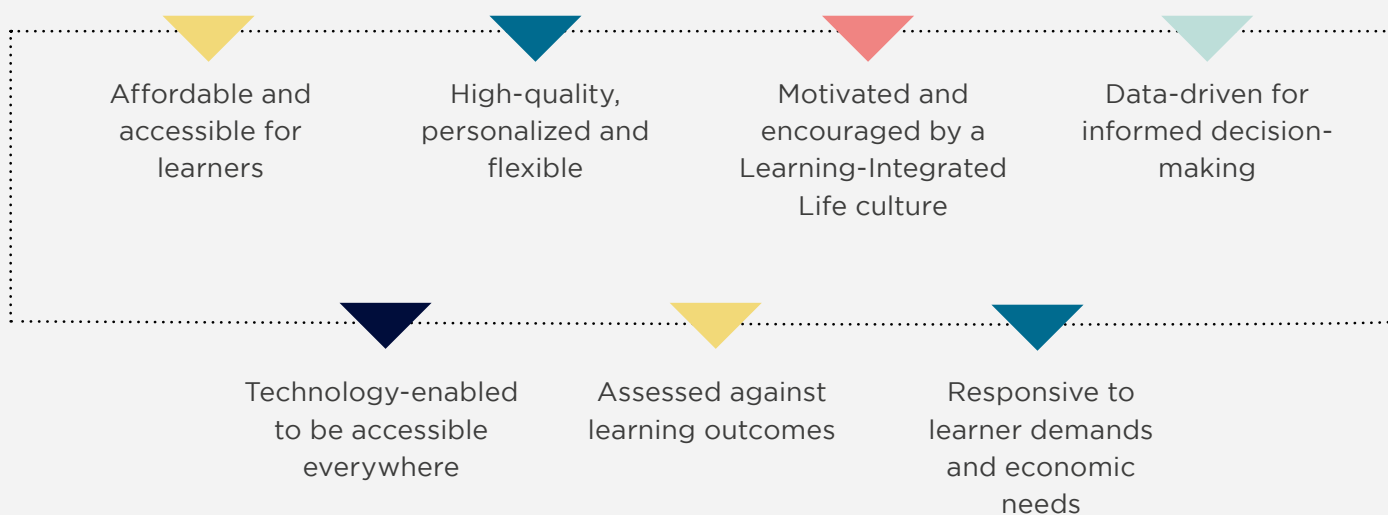 Affordable and
accessible for
learners
High-quality,
personalized and
flexible
Motivated and
encouraged by a
Learning-Integrated
Life culture
Data-driven for
informed decision-
making
Technology-enabled
to be accessible
everywhere
Assessed against
learning outcomes
Responsive to
learner demands
and economic
needs